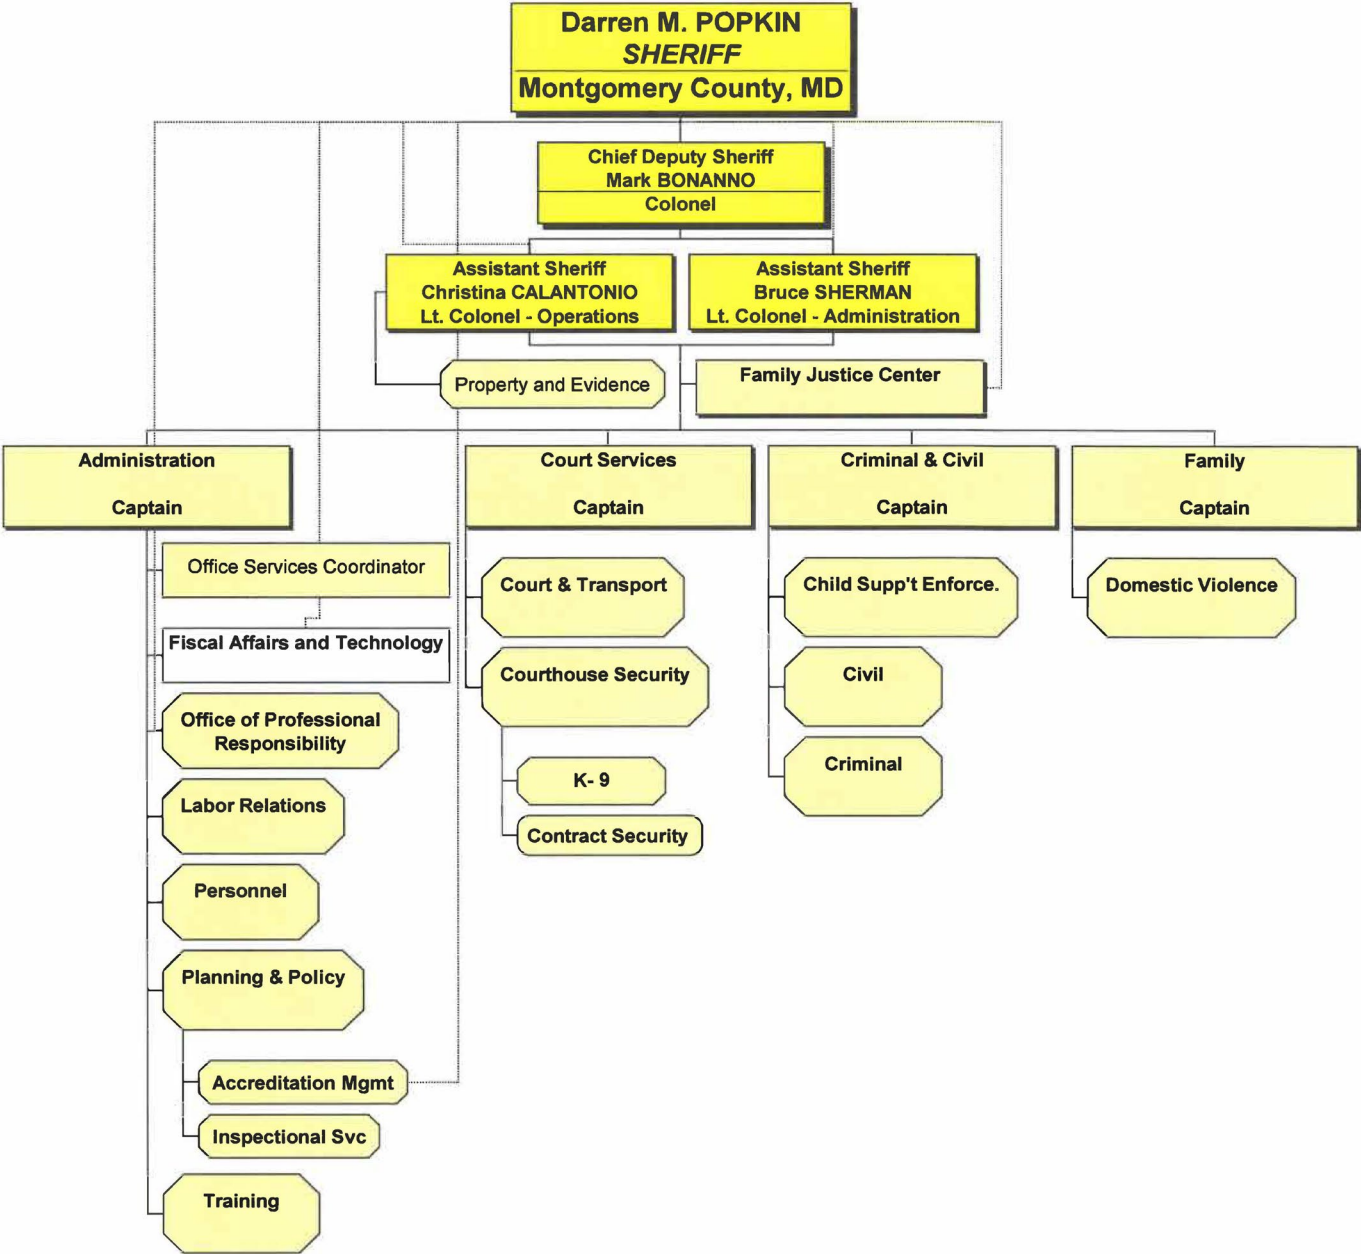 Darren M. POPKIN
SHERIFF
Montgomery County, MD
Chief Deputy Sheriff
Mark BONANNO
Colonel
Assistant Sheriff
Christina CALANTONIO
Lt. Colonel - Operations
Assistant Sheriff
Bruce SHERMAN
Lt. Colonel - Administration
Property and Evidence
Family Justice Center
Administration
Captain
Court Services
Captain
Criminal & Civil
Captain
Family
Captain
Office Services Coordinator
Fiscal Affairs and Technology
Office of Professional
Responsibility
Labor Relations
Personnel
Planning & Policy
Accreditation Mgmt
Inspectional Svc
Training
Court & Transport
Courthouse Security
K- 9
Contract Security
Child Supp't Enforce.
Civil
Criminal
Domestic Violence